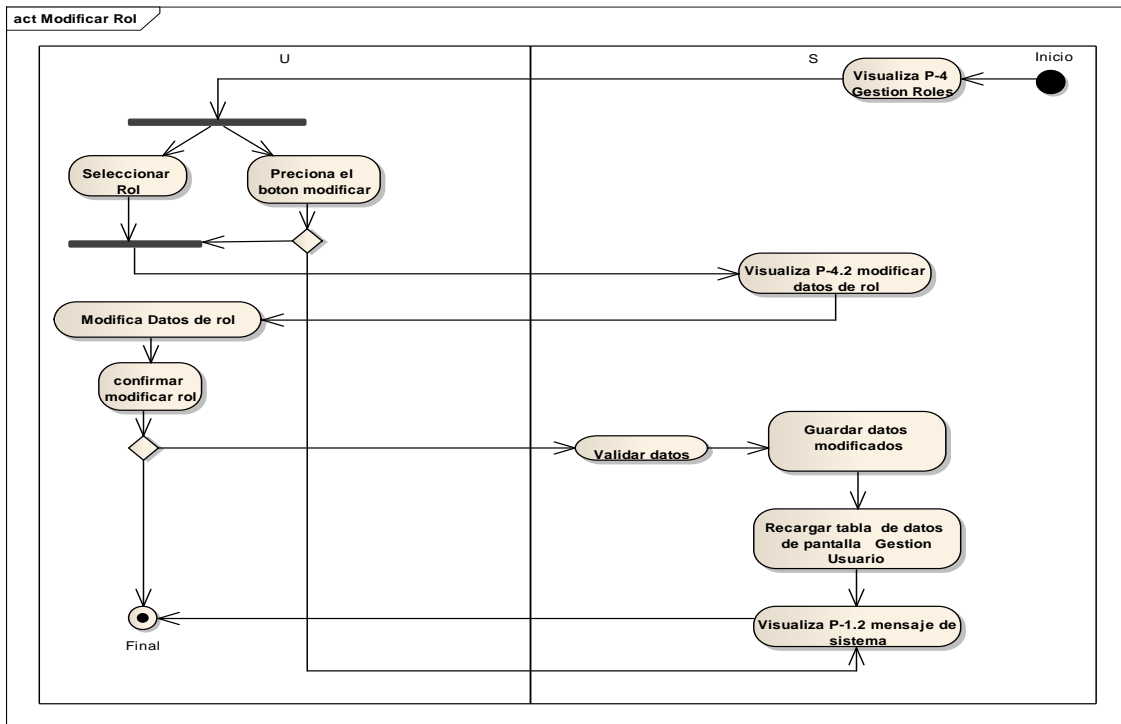 act Modificar Rol
U
S
Inicio
Visualiza P-4
Gestion Roles
Seleccionar
Rol
Preciona el
boton modificar
Visualiza P-4.2 modificar
datos de rol
Modifica Datos de rol
confirmar
modificar rol
Validar datos
Guardar datos
modificados
Recargar tabla de datos
de pantalla Gestion
Usuario
Visualiza P-1.2 mensaje de
sistema
Final